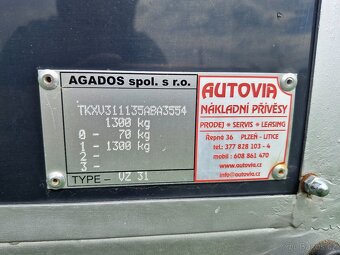 AGADOS spol. s r.o.
TKXV311135ABA3554
1300 kg
0 - 70 kg
1 - 1300 kg
2 -
3 -
TYPE - VZ 31
AUTOVIA
NÁKLADNÍ PŘÍVĚSY
PRODEJ • SERVIS • LEASING
Řepná 36 PLZEŇ - LITICE
tel.: 377 828 103 - 4
mobil: 608 861 470
www.autovia.cz
autovia@autovia.cz